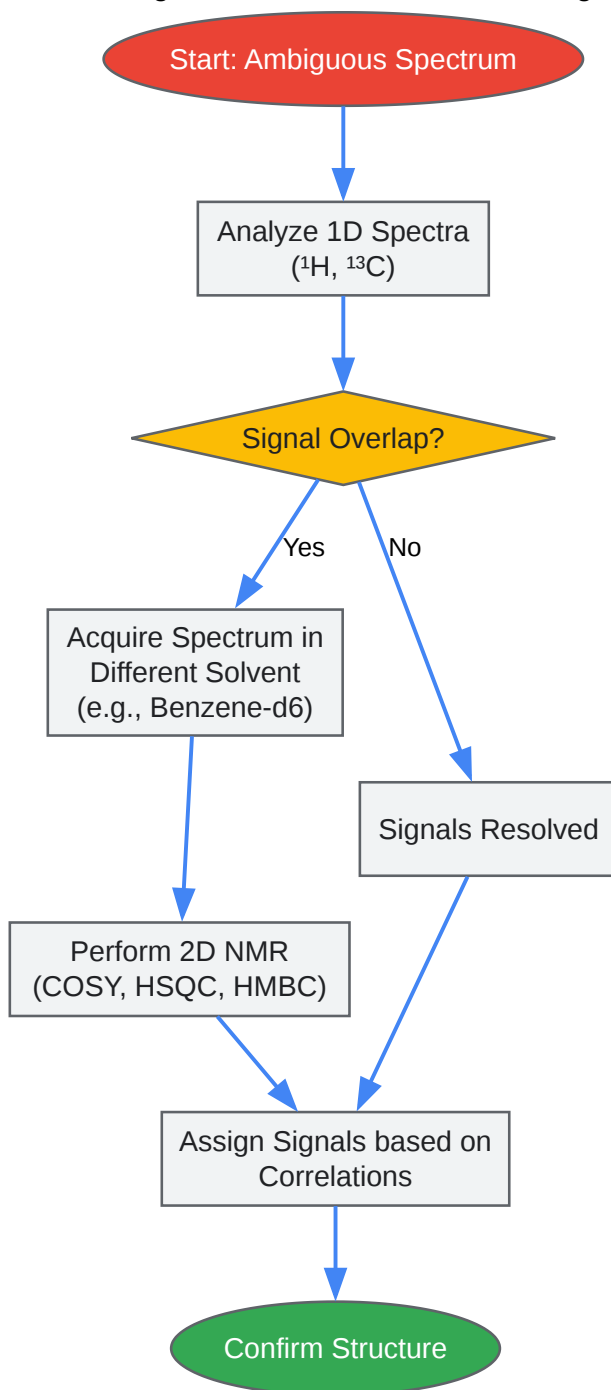 Start: Ambiguous Spectrum
Analyze 1D Spectra
(¹H, ¹³C)
Signal Overlap?
Yes
No
Acquire Spectrum in
Different Solvent
(e.g., Benzene-d6)
Signals Resolved
Perform 2D NMR
(COSY, HSQC, HMBC)
Assign Signals based on
Correlations
Confirm Structure